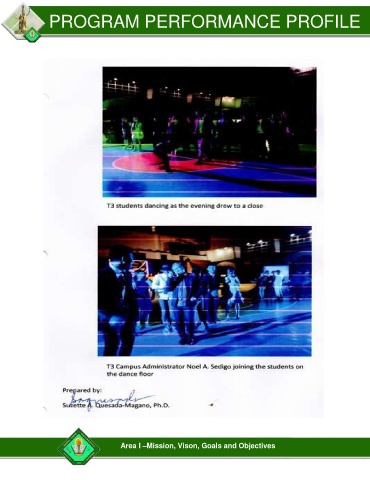 PROGRAM PERFORMANCE PROFILE
T3 students dancing as the evening drew to a close
T3 Campus Administrator Noel A. Sedigo joining the students on
the dance floor
Prepared by:
Suzette A. Quesada-Magano, Ph.D.
Area I –Mission, Vison, Goals and Objectives